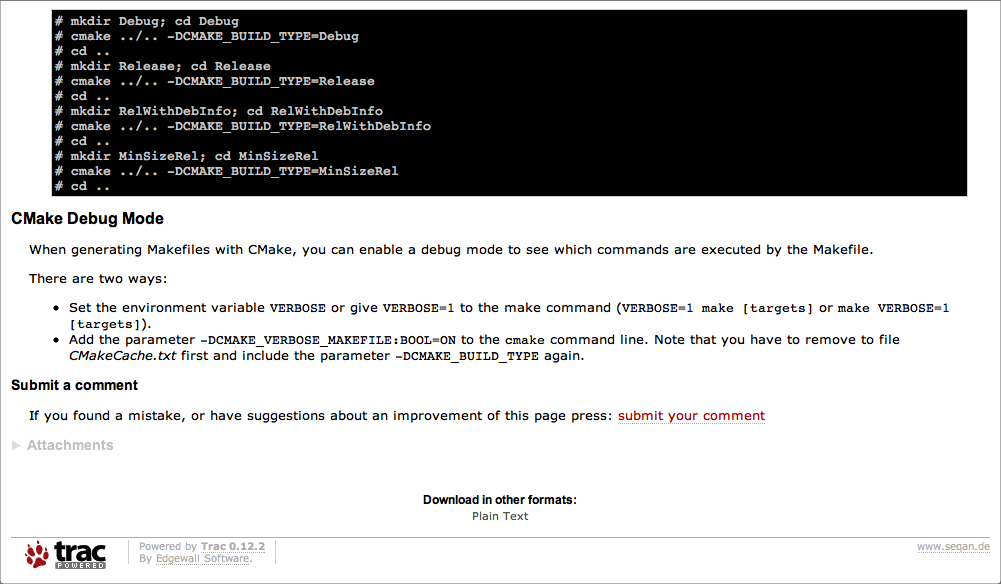 # mkdir Debug; cd Debug
# cmake ../.. -DCMAKE_BUILD_TYPE=Debug
# cd ..
# mkdir Release; cd Release
# cmake ../.. -DCMAKE_BUILD_TYPE=Release
# cd ..
# mkdir RelWithDebInfo; cd RelWithDebInfo
# cmake ../.. -DCMAKE_BUILD_TYPE=RelWithDebInfo
# cd ..
# mkdir MinSizeRel; cd MinSizeRel
# cmake ../.. -DCMAKE_BUILD_TYPE=MinSizeRel
# cd ..
CMake Debug Mode
When generating Makefiles with CMake, you can enable a debug mode to see which commands are executed by the Makefile.
There are two ways:
• Set the environment variable VERBOSE or give VERBOSE=1 to the make command (VERBOSE=1 make [targets] or make VERBOSE=1
[targets]).
• Add the parameter -DCMAKE_VERBOSE_MAKEFILE:BOOL=ON to the cmake command line. Note that you have to remove to file
CMakeCache.txt first and include the parameter -DCMAKE_BUILD_TYPE again.
Submit a comment
If you found a mistake, or have suggestions about an improvement of this page press: submit your comment
Attachments
Download in other formats:
Plain Text
trac
POWERED
Powered by Trac 0.12.2
By Edgewall Software.
www.seqan.de